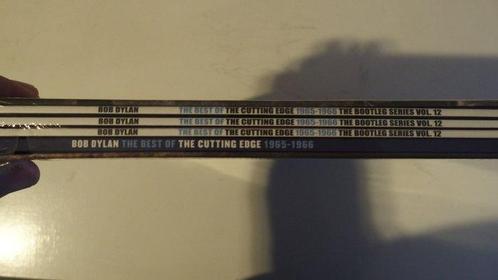 BOB DYLAN THE BEST OF THE CUTTING EDGE 1965-1966 THE BOOTLEG SERIES VOL. 12
BOB DYLAN THE BEST OF THE CUTTING EDGE 1965-1966 THE BOOTLEG SERIES VOL. 12
BOB DYLAN THE BEST OF THE CUTTING EDGE 1965-1966 THE BOOTLEG SERIES VOL. 12
BOB DYLAN THE BEST OF THE CUTTING EDGE 1965-1966